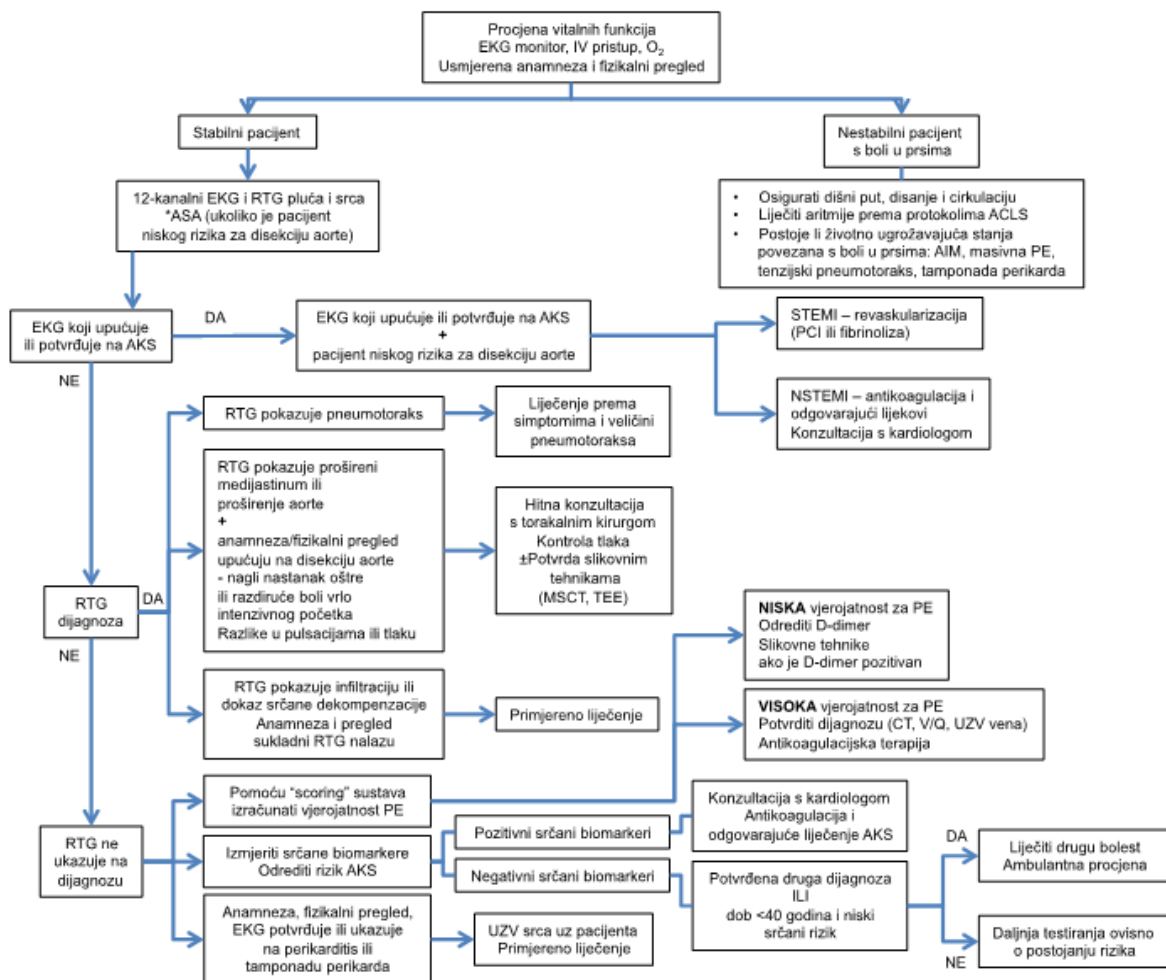 Procjena vitalnih funkcija
EKG monitor, IV pristup, O₂
Usmjerena anamneza i fizikalni pregled
Stabilni pacijent
Nestabilni pacijent
s boli u prsima
12-kanalni EKG i RTG pluća i srca
*ASA (ukoliko je pacijent
niskog rizika za disekciju aorte)
• Osigurati dišni put, disanje i cirkulaciju
• Liječiti aritmije prema protokolima ACLS
• Postoje li životno ugrožavajuća stanja
povezana s boli u prsima: AIM, masivna PE,
tenzijski pneumotoraks, tamponada perikarda
EKG koji upućuje
ili potvrđuje na AKS
DA
EKG koji upućuje ili potvrđuje na AKS
+
pacijent niskog rizika za disekciju aorte
STEMI – revaskularizacija
(PCI ili fibrinoliza)
NSTEMI – antikoagulacija i
odgovarajući lijekovi
Konzultacija s kardiologom
NE
RTG pokazuje pneumotoraks
Liječenje prema
simptomima i veličini
pneumotoraksa
RTG pokazuje prošireni
medijastinum ili
proširenje aorte
+
anamneza/fizikalni pregled
upućuju na disekciju aorte
- nagli nastanak oštre
ili razdiruće boli vrlo
intenzivnog početka
Razlike u pulsacijama ili tlaku
Hitna konzultacija
s torakalnim kirurgom
Kontrola tlaka
±Potvrda slikovnim
tehnikama
(MSCT, TEE)
RTG
dijagnoza
DA
NE
RTG pokazuje infiltraciju ili
dokaz srčane dekompenzacije
Anamneza i pregled
sukladni RTG nalazu
Primjereno liječenje
NISKA vjerojatnost za PE
Odrediti D-dimer
Slikovne tehnike
ako je D-dimer pozitivan
VISOKA vjerojatnost za PE
Potvrditi dijagnozu (CT, V/Q, UZV vena)
Antikoagulacijska terapija
RTG ne
ukazuje na
dijagnozu
Pomoću "scoring" sustava
izračunati vjerojatnost PE
Izmjeriti srčane biomarkere
Odrediti rizik AKS
Pozitivni srčani biomarkeri
Negativni srčani biomarkeri
Konzultacija s kardiologom
Antikoagulacija i
odgovarajuće liječenje AKS
Potvrđena druga dijagnoza
ILI
dob <40 godina i niski
srčani rizik
DA
Liječiti drugu bolest
Ambulantna procjena
NE
Daljnja testiranja ovisno
o postojanju rizika
Anamneza, fizikalni pregled,
EKG potvrđuje ili ukazuje
na perikarditis ili
tamponadu perikarda
UZV srca uz pacijenta
Primjereno liječenje